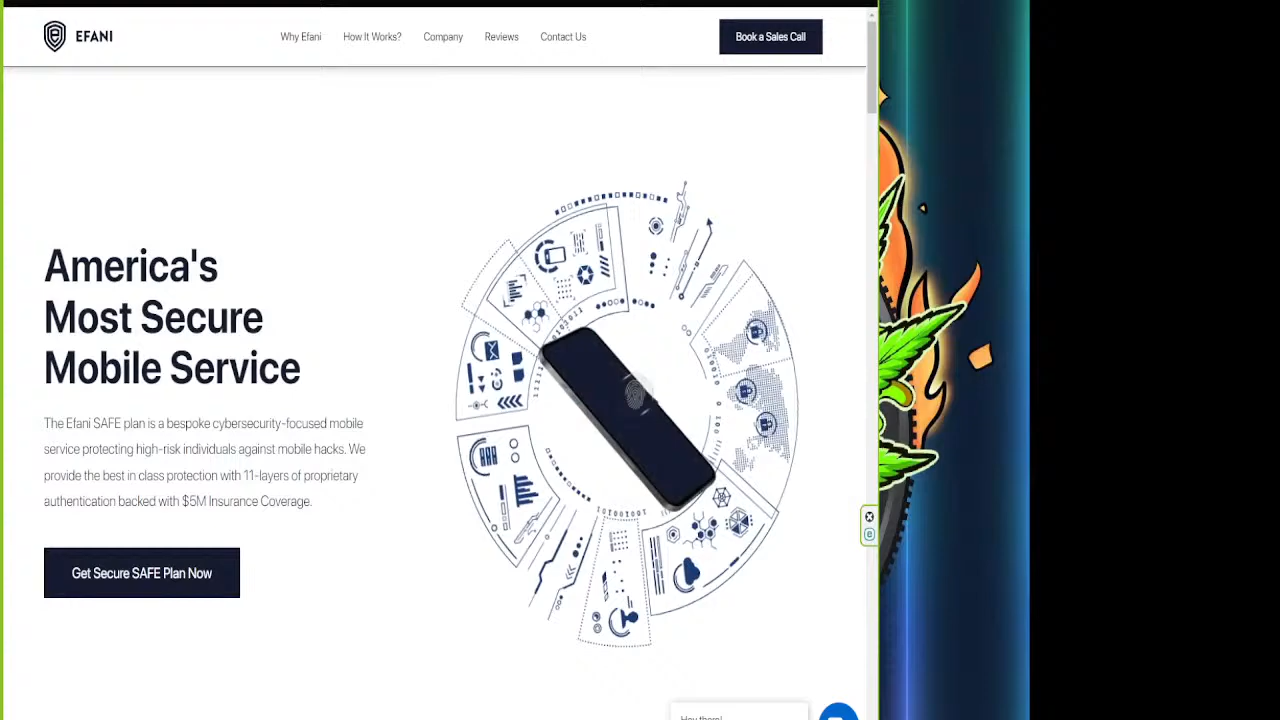 EFANI
Why Efani
How It Works?
Company
Reviews
Contact Us
Book a Sales Call
America's
Most Secure
Mobile Service
The Efani SAFE plan is a bespoke cybersecurity-focused mobile
service protecting high-risk individuals against mobile hacks. We
provide the best in class protection with 11-layers of proprietary
authentication backed with $5M Insurance Coverage.
Get Secure SAFE Plan Now
Hey there!